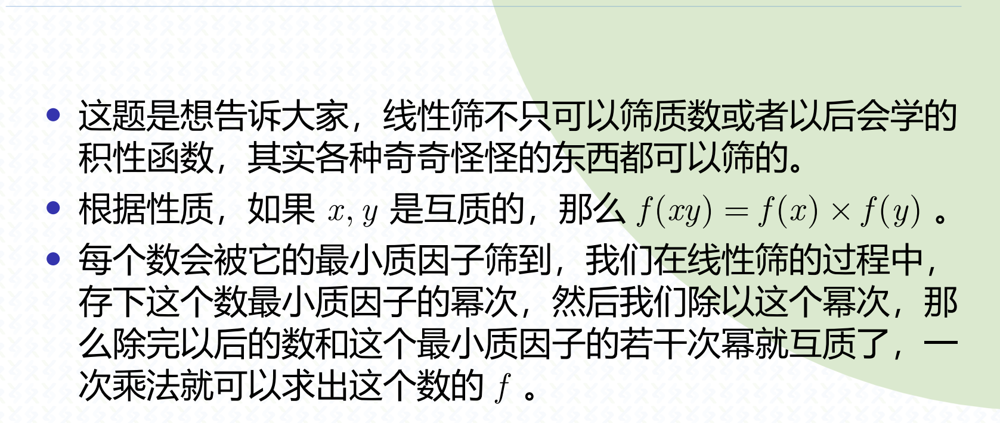 • 这题是想告诉大家，线性筛不只可以筛质数或者以后会学的
积性函数，其实各种奇奇怪怪的东西都可以筛的。
• 根据性质，如果 x, y 是互质的，那么 f(xy) = f(x) × f(y) 。
• 每个数会被它的最小质因子筛到，我们在线性筛的过程中，
存下这个数最小质因子的幂次，然后我们除以这个幂次，那
么除完以后的数和这个最小质因子的若干次幂就互质了，一
次乘法就可以求出这个数的 f 。